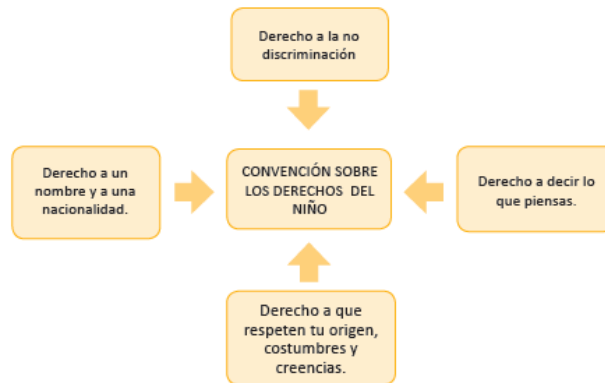 Derecho a la no
discriminación
Derecho a un
nombre y a una
nacionalidad.
CONVENCIÓN SOBRE
LOS DERECHOS DEL
NIÑO
Derecho a decir lo
que piensas.
Derecho a que
respeten tu origen,
costumbres y
creencias.